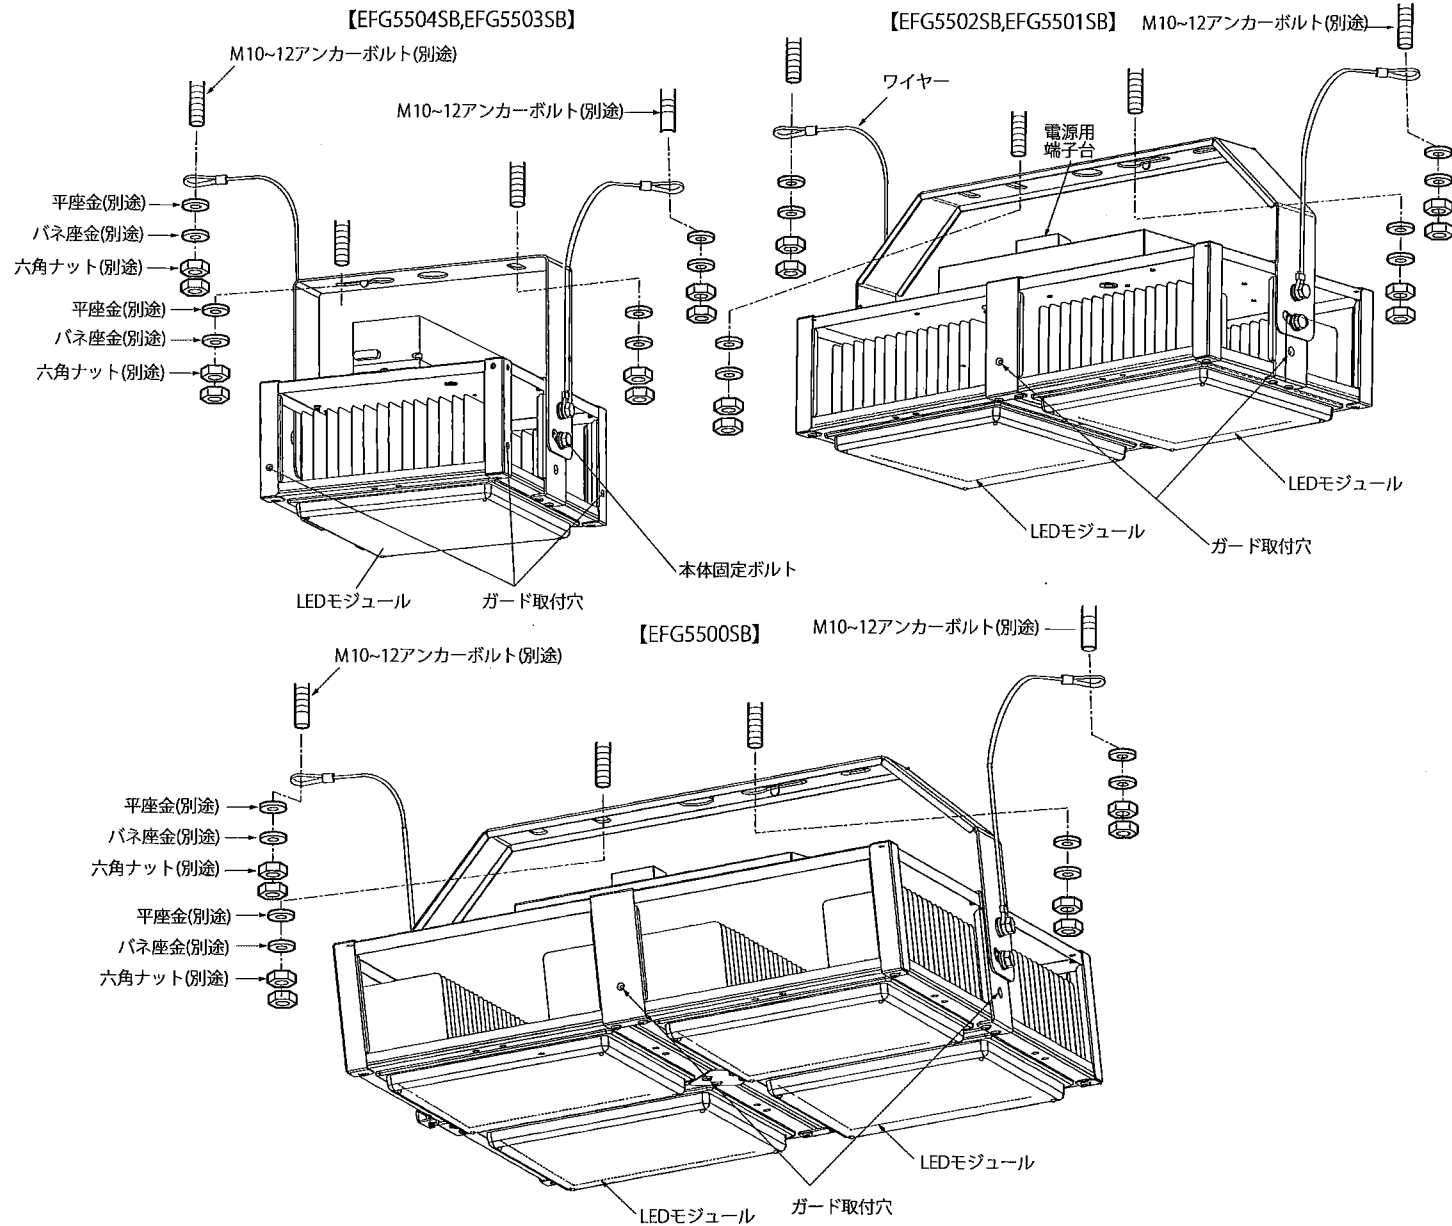 【EFG5504SB,EFG5503SB】
M10~12アンカーボルト(別途)
M10~12アンカーボルト(別途)
平座金(別途)
バネ座金(別途)
六角ナット(別途)
平座金(別途)
バネ座金(別途)
六角ナット(別途)
LEDモジュール
ガード取付穴
本体固定ボルト
【EFG5502SB,EFG5501SB】
M10~12アンカーボルト(別途)
ワイヤー
電源用
端子台
LEDモジュール
LEDモジュール
ガード取付穴
【EFG5500SB】
M10~12アンカーボルト(別途)
M10~12アンカーボルト(別途)
平座金(別途)
バネ座金(別途)
六角ナット(別途)
平座金(別途)
バネ座金(別途)
六角ナット(別途)
LEDモジュール
ガード取付穴
LEDモジュール